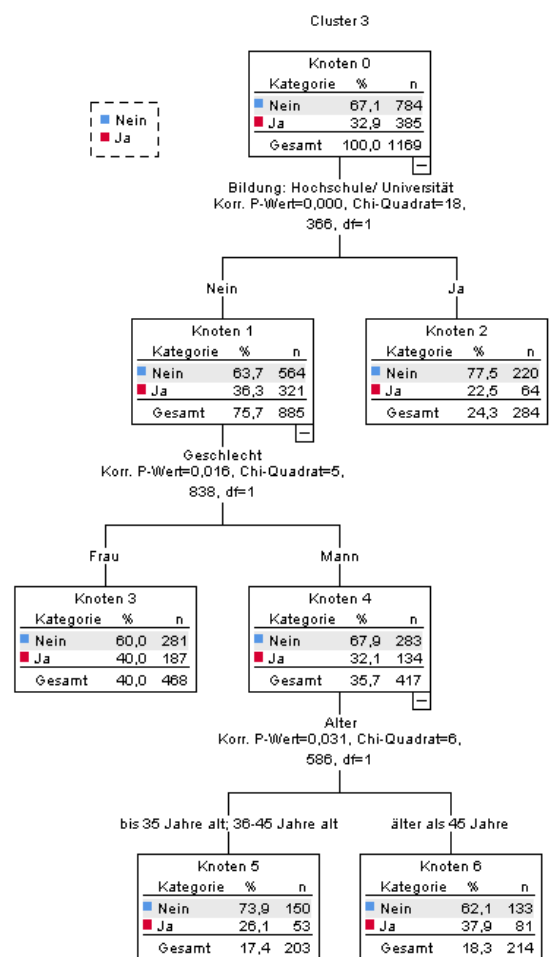 Cluster 3
Nein
Ja
Knoten 0
Kategorie % n
Nein 67,1 784
Ja 32,9 385
Gesamt 100,0 1169
Bildung: Hochschule/ Universität
Korr. P-Wert=0,000, Chi-Quadrat=18,
366, df=1
Nein
Ja
Knoten 1
Kategorie % n
Nein 63,7 564
Ja 36,3 321
Gesamt 75,7 885
Knoten 2
Kategorie % n
Nein 77,5 220
Ja 22,5 64
Gesamt 24,3 284
Geschlecht
Korr. P-Wert=0,016, Chi-Quadrat=5,
838, df=1
Frau
Mann
Knoten 3
Kategorie % n
Nein 60,0 281
Ja 40,0 187
Gesamt 40,0 468
Knoten 4
Kategorie % n
Nein 67,9 283
Ja 32,1 134
Gesamt 35,7 417
Alter
Korr. P-Wert=0,031, Chi-Quadrat=6,
586, df=1
bis 35 Jahre alt; 36-45 Jahre alt
älter als 45 Jahre
Knoten 5
Kategorie % n
Nein 73,9 150
Ja 26,1 53
Gesamt 17,4 203
Knoten 6
Kategorie % n
Nein 62,1 133
Ja 37,9 81
Gesamt 18,3 214